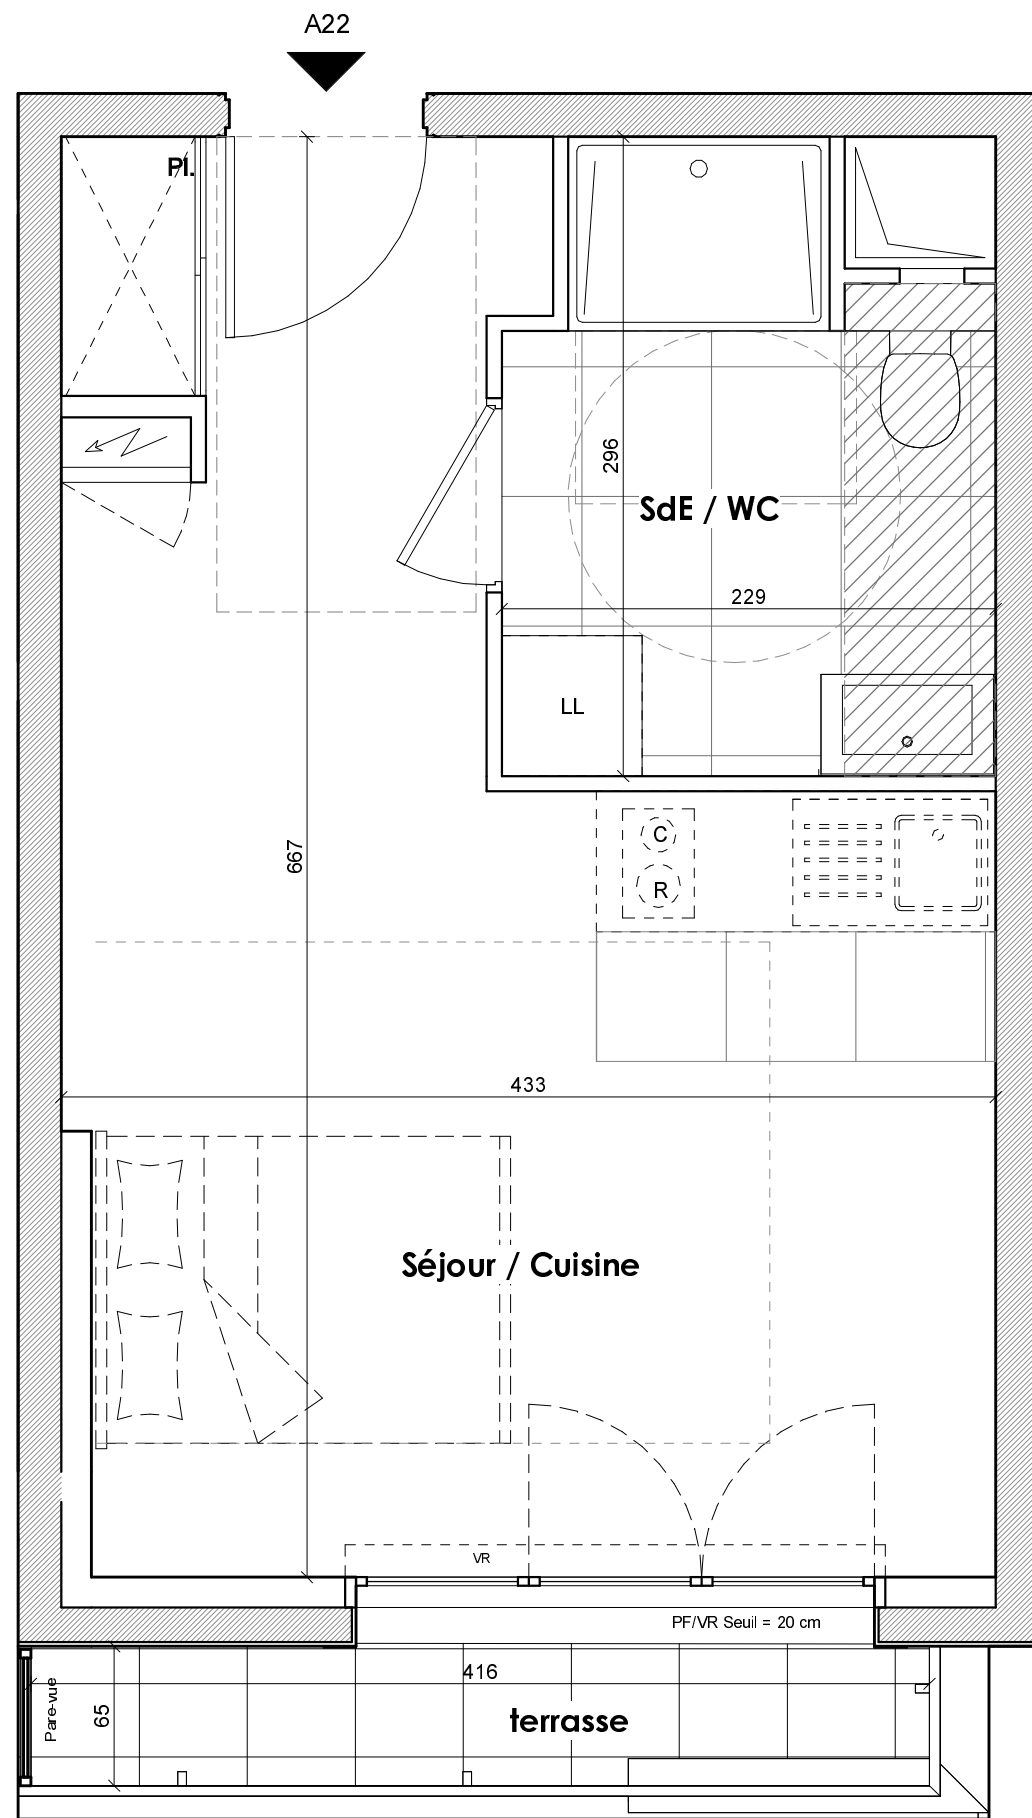 A22
Pl.
296
SdE / WC
229
LL
667
C
R
433
Séjour / Cuisine
VR
PF/VR Seuil = 20 cm
416
Pare-vue
65
terrasse